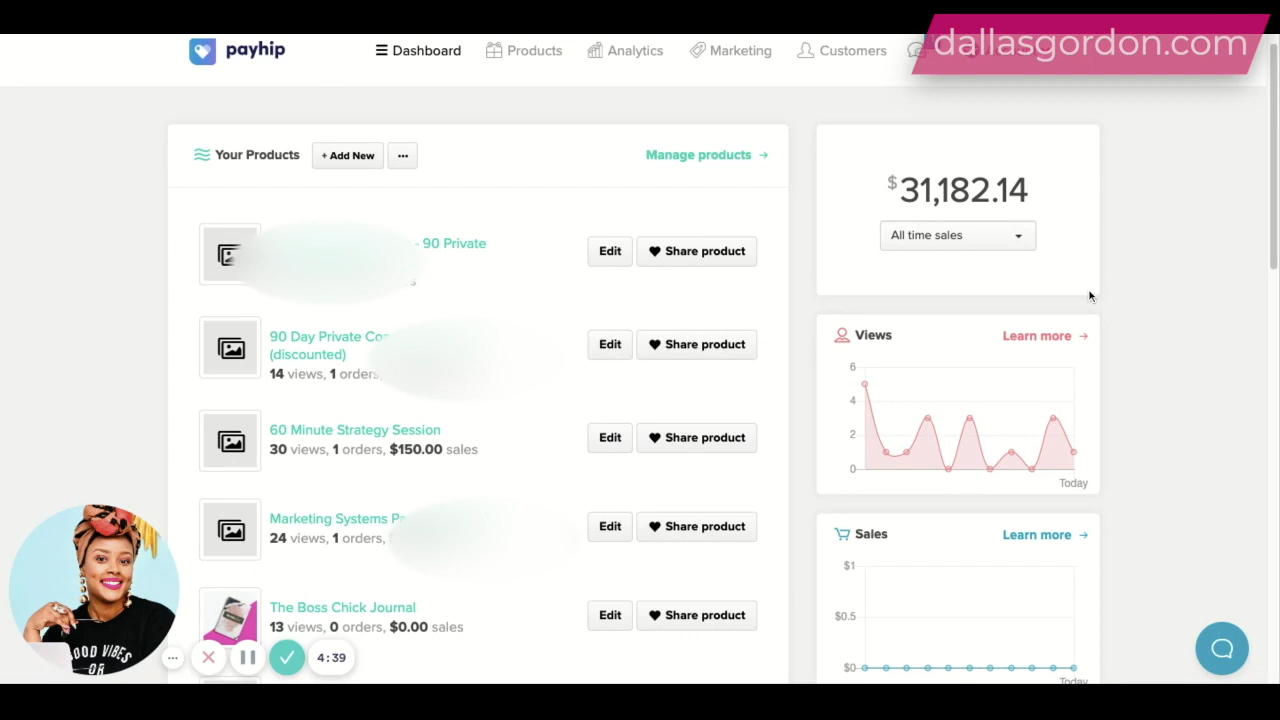 dallasgordon.com
payhip
Dashboard
Products
Analytics
Marketing
Customers
Your Products
+ Add New
...
Manage products →
- 90 Private
Edit
Share product
90 Day Private
(discounted)
14 views, 1 orders,
Edit
Share product
60 Minute Strategy Session
30 views, 1 orders, $150.00 sales
Edit
Share product
Marketing Systems
24 views, 1 orders,
Edit
Share product
The Boss Chick Journal
13 views, 0 orders, $0.00 sales
Edit
Share product
$31,182.14
All time sales
Views
Learn more →
6
4
2
0
Today
Sales
Learn more →
$1
$0.5
$0
Today
GOOD VIBES
OR
...
4:39